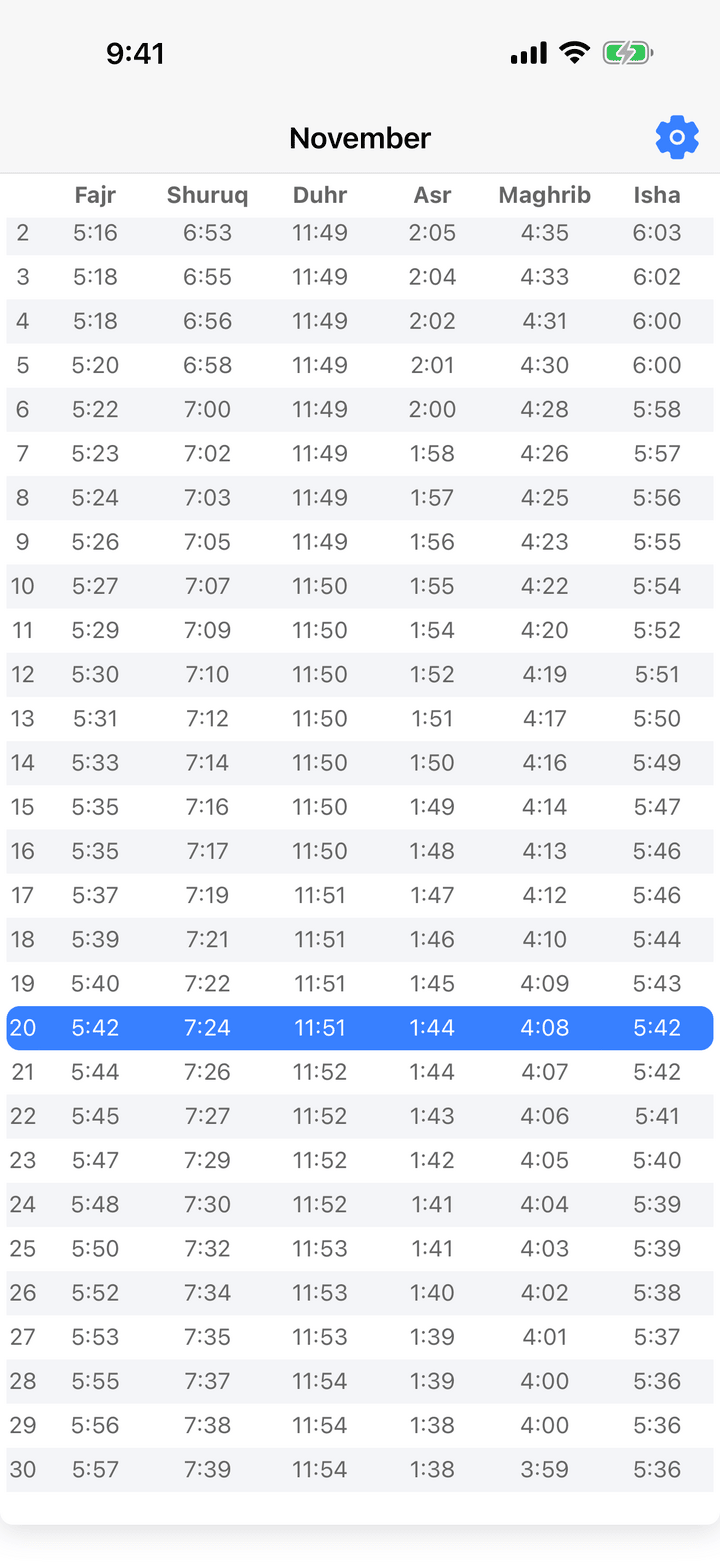 9:41
November
Fajr Shuruq Duhr Asr Maghrib Isha
2 5:16 6:53 11:49 2:05 4:35 6:03
3 5:18 6:55 11:49 2:04 4:33 6:02
4 5:18 6:56 11:49 2:02 4:31 6:00
5 5:20 6:58 11:49 2:01 4:30 6:00
6 5:22 7:00 11:49 2:00 4:28 5:58
7 5:23 7:02 11:49 1:58 4:26 5:57
8 5:24 7:03 11:49 1:57 4:25 5:56
9 5:26 7:05 11:49 1:56 4:23 5:55
10 5:27 7:07 11:50 1:55 4:22 5:54
11 5:29 7:09 11:50 1:54 4:20 5:52
12 5:30 7:10 11:50 1:52 4:19 5:51
13 5:31 7:12 11:50 1:51 4:17 5:50
14 5:33 7:14 11:50 1:50 4:16 5:49
15 5:35 7:16 11:50 1:49 4:14 5:47
16 5:35 7:17 11:50 1:48 4:13 5:46
17 5:37 7:19 11:51 1:47 4:12 5:46
18 5:39 7:21 11:51 1:46 4:10 5:44
19 5:40 7:22 11:51 1:45 4:09 5:43
20 5:42 7:24 11:51 1:44 4:08 5:42
21 5:44 7:26 11:52 1:44 4:07 5:42
22 5:45 7:27 11:52 1:43 4:06 5:41
23 5:47 7:29 11:52 1:42 4:05 5:40
24 5:48 7:30 11:52 1:41 4:04 5:39
25 5:50 7:32 11:53 1:41 4:03 5:39
26 5:52 7:34 11:53 1:40 4:02 5:38
27 5:53 7:35 11:53 1:39 4:01 5:37
28 5:55 7:37 11:54 1:39 4:00 5:36
29 5:56 7:38 11:54 1:38 4:00 5:36
30 5:57 7:39 11:54 1:38 3:59 5:36